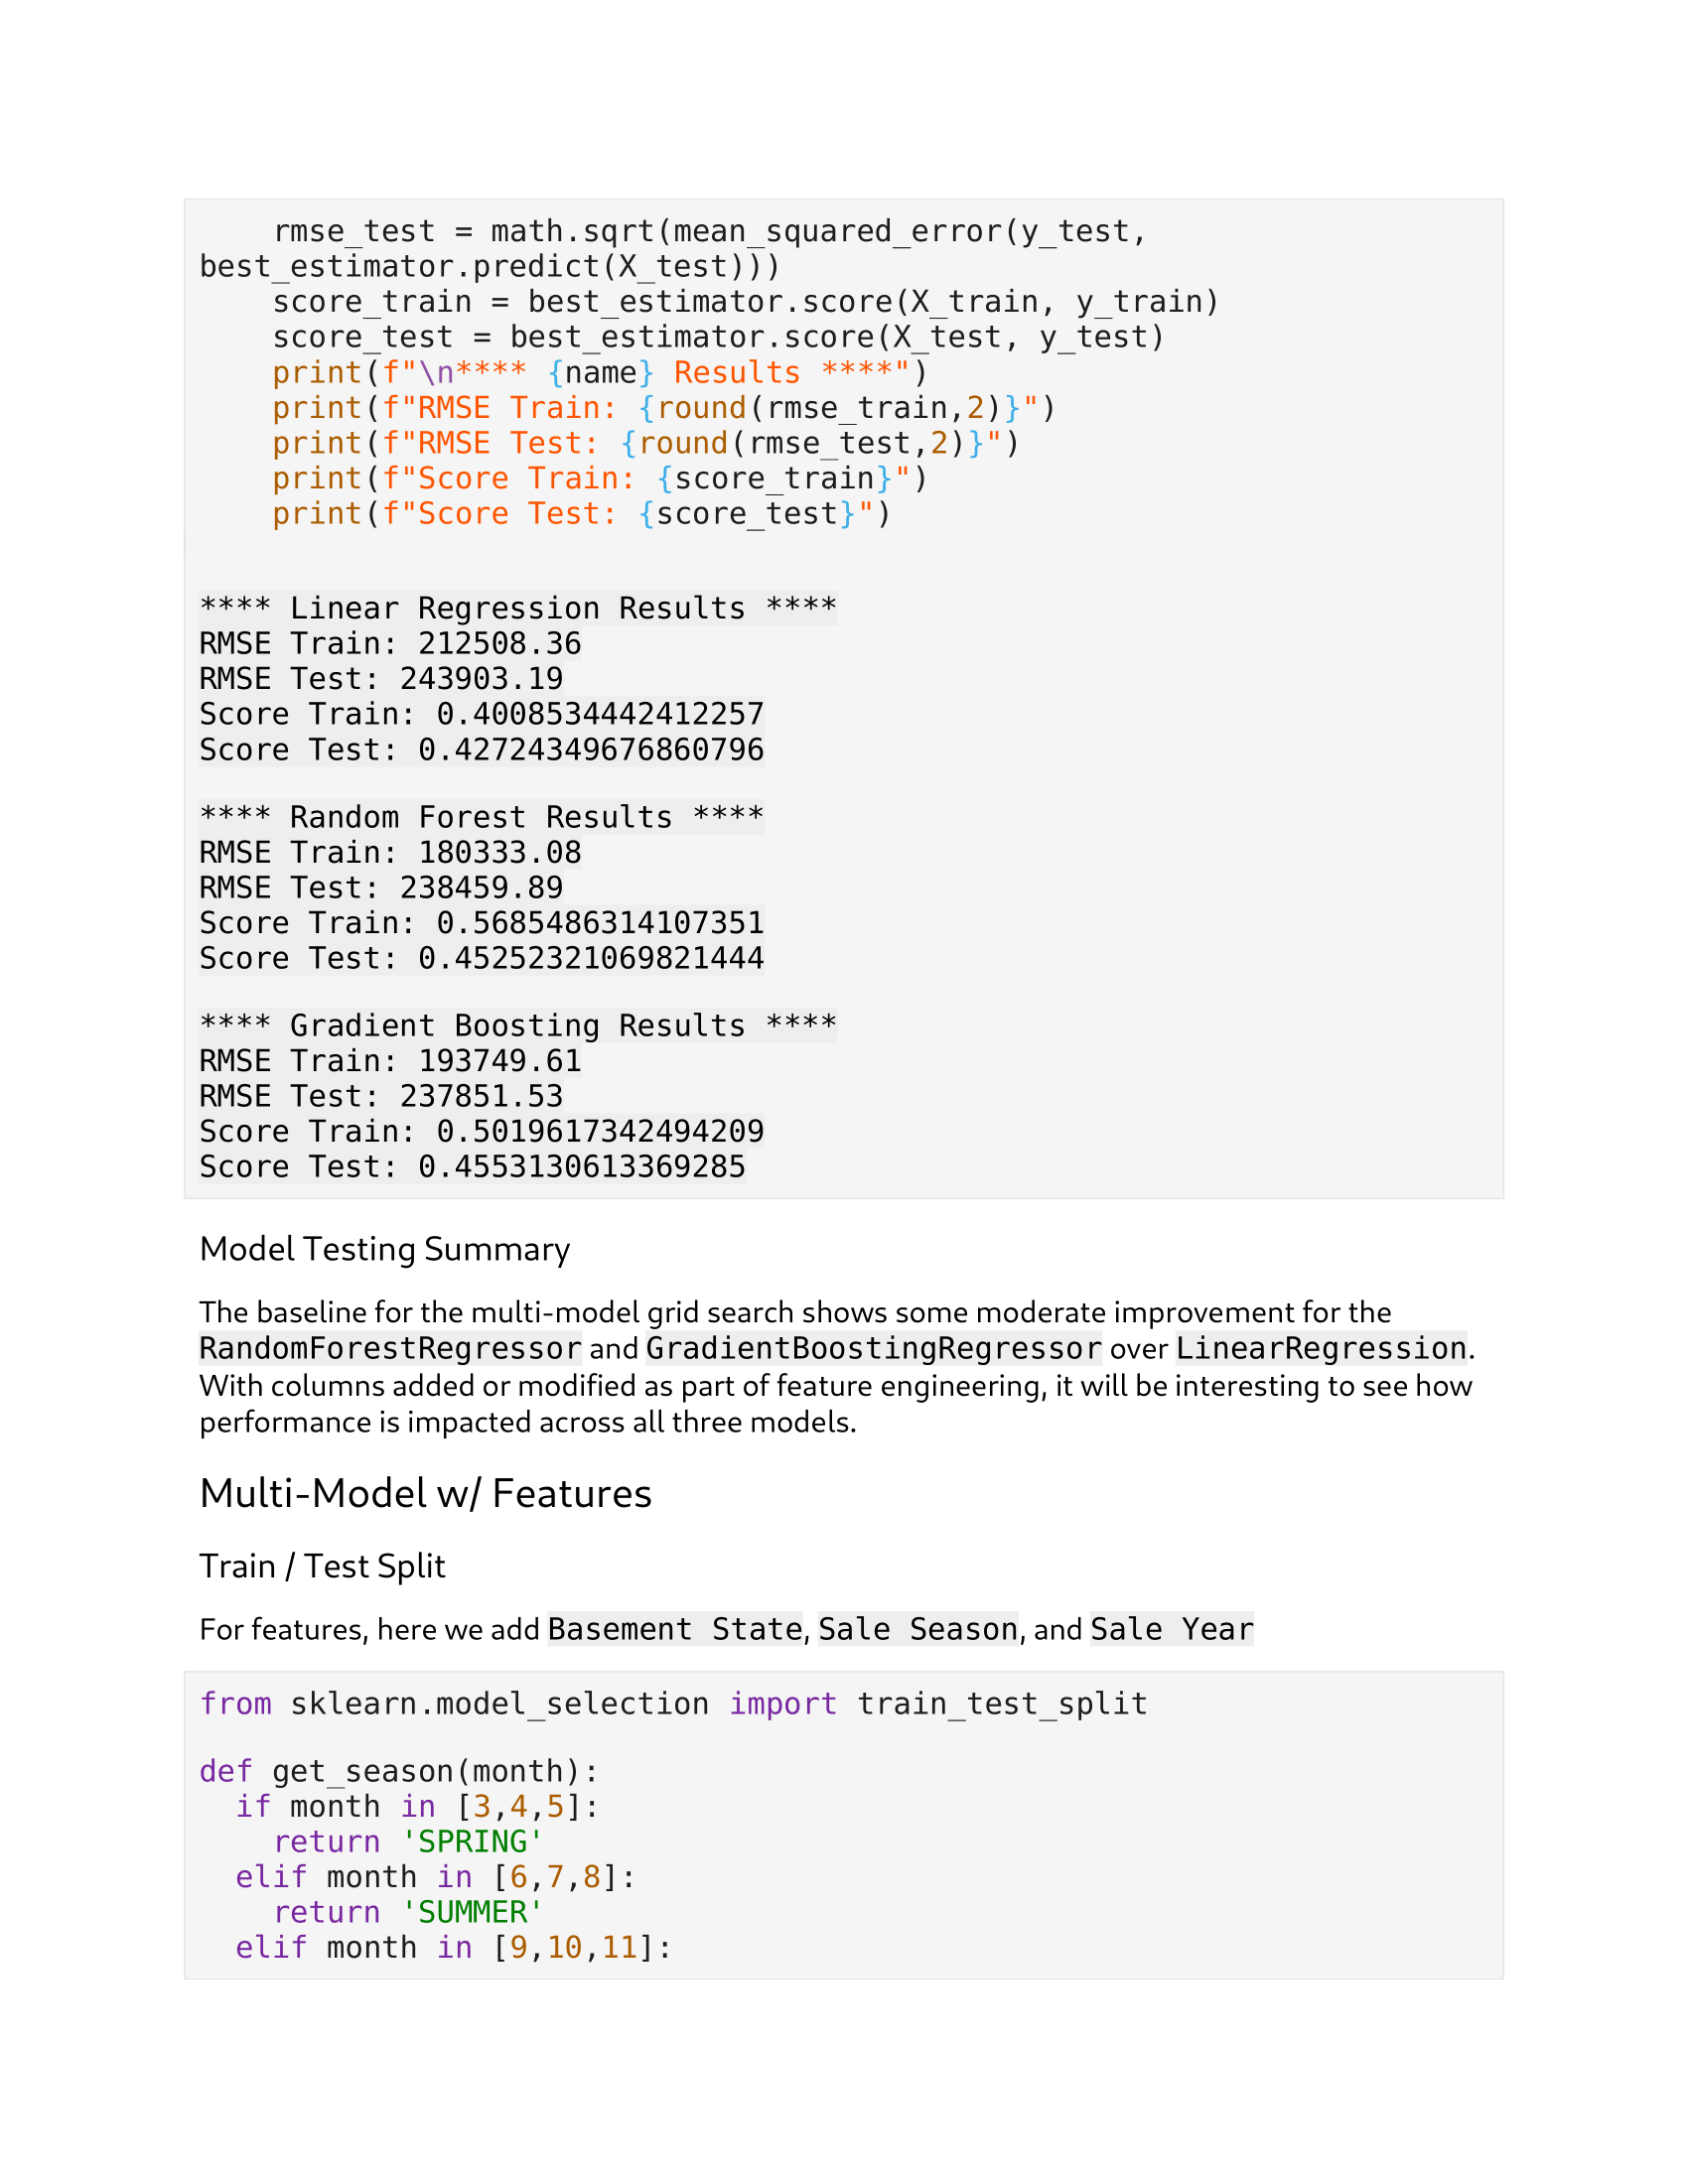 rmse_test = math.sqrt(mean_squared_error(y_test,
best_estimator.predict(X_test)))
    score_train = best_estimator.score(X_train, y_train)
    score_test = best_estimator.score(X_test, y_test)
    print(f"\n**** {name} Results ****")
    print(f"RMSE Train: {round(rmse_train,2)}")
    print(f"RMSE Test: {round(rmse_test,2)}")
    print(f"Score Train: {score_train}")
    print(f"Score Test: {score_test}")
**** Linear Regression Results ****
RMSE Train: 212508.36
RMSE Test: 243903.19
Score Train: 0.4008534442412257
Score Test: 0.42724349676860796
**** Random Forest Results ****
RMSE Train: 180333.08
RMSE Test: 238459.89
Score Train: 0.5685486314107351
Score Test: 0.45252321069821444
**** Gradient Boosting Results ****
RMSE Train: 193749.61
RMSE Test: 237851.53
Score Train: 0.5019617342494209
Score Test: 0.4553130613369285
Model Testing Summary
The baseline for the multi-model grid search shows some moderate improvement for the
RandomForestRegressor and GradientBoostingRegressor over LinearRegression.
With columns added or modified as part of feature engineering, it will be interesting to see how
performance is impacted across all three models.
Multi-Model w/ Features
Train / Test Split
For features, here we add Basement State, Sale Season, and Sale Year
from sklearn.model_selection import train_test_split
def get_season(month):
  if month in [3,4,5]:
    return 'SPRING'
  elif month in [6,7,8]:
    return 'SUMMER'
  elif month in [9,10,11]: